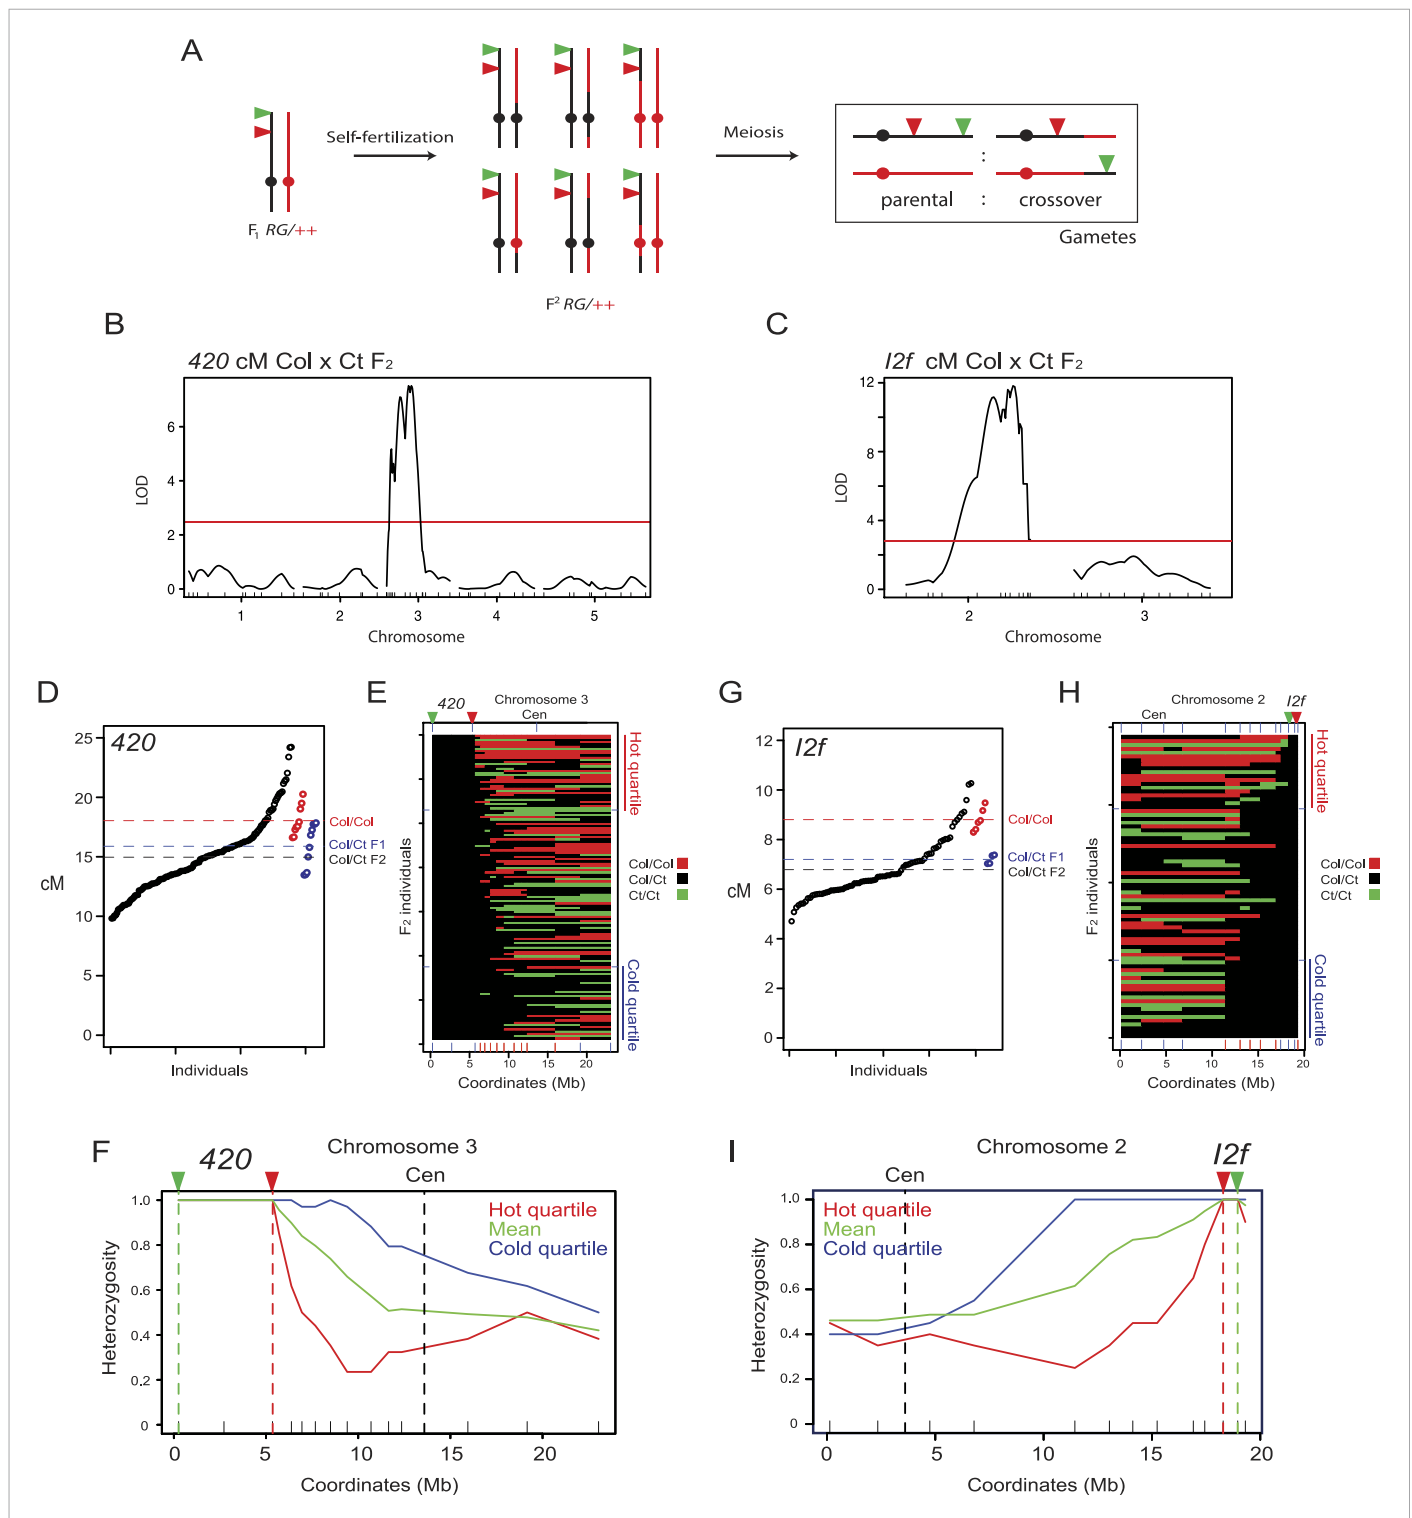 A
Self-fertilization
Meiosis
F1 RG/++
F2 RG/++
parental : crossover
:
Gametes
B
420 cM Col x Ct F2
LOD
6
4
2
0
1 2 3 4 5
Chromosome
C
I2f cM Col x Ct F2
LOD
12
8
4
2
0
2 3
Chromosome
D
420
cM
25
20
15
10
5
0
Col/Col
Col/Ct F1
Col/Ct F2
Individuals
E
420
Chromosome 3
Cen
F2 individuals
Hot quartile
Cold quartile
Col/Col
Col/Ct
Ct/Ct
0 5 10 15 20
Coordinates (Mb)
G
I2f
cM
12
10
8
6
4
2
0
Col/Col
Col/Ct F1
Col/Ct F2
Individuals
H
Chromosome 2
I2f
Cen
F2 individuals
Hot quartile
Cold quartile
Col/Col
Col/Ct
Ct/Ct
0 5 10 15 20
Coordinates (Mb)
F
420
Chromosome 3
Cen
Hot quartile
Mean
Cold quartile
Heterozygosity
1.0
0.8
0.6
0.4
0.2
0
0 5 10 15 20
Coordinates (Mb)
I
Chromosome 2
I2f
Cen
Hot quartile
Mean
Cold quartile
Heterozygosity
1.0
0.8
0.6
0.4
0.2
0
0 5 10 15 20
Coordinates (Mb)